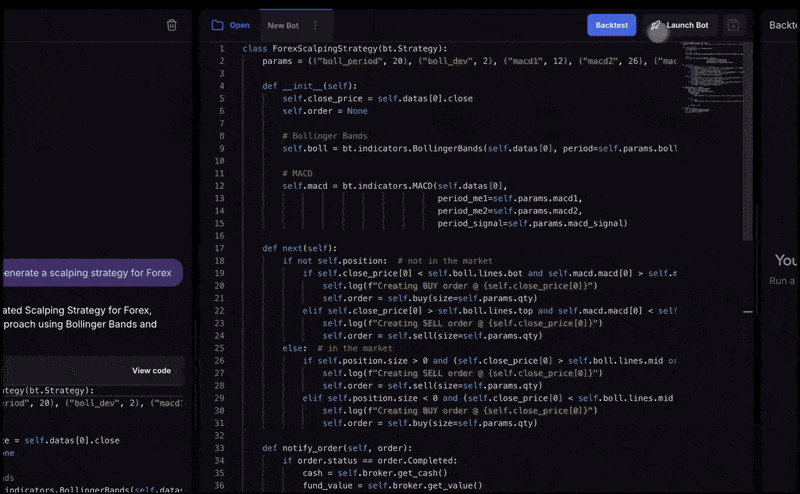 Open
New Bot
Backtest
Launch Bot
Backte
enerate a scalping strategy for Forex
ated Scalping Strategy for Forex,
proach using Bollinger Bands and
View code
ategy(bt.Strategy):
eriod", 20), ("boll_dev", 2), ("macd1
ce = self.datas[0].close
one
nds
.indicators.BollingerBands(self.datas
1 class ForexScalpingStrategy(bt.Strategy):
2 params = (("boll_period", 20), ("boll_dev", 2), ("macd1", 12), ("macd2", 26), ("mac
3
4 def __init__(self):
5 self.close_price = self.datas[0].close
6 self.order = None
7
8 # Bollinger Bands
9 self.boll = bt.indicators.BollingerBands(self.datas[0], period=self.params.boll
10
11 # MACD
12 self.macd = bt.indicators.MACD(self.datas[0],
13 period_me1=self.params.macd1,
14 period_me2=self.params.macd2,
15 period_signal=self.params.macd_signal)
16
17 def next(self):
18 if not self.position: # not in the market
19 if self.close_price[0] < self.boll.lines.bot and self.macd.macd[0] > self.m
20 self.log(f"Creating BUY order @ {self.close_price[0]}")
21 self.order = self.buy(size=self.params.qty)
22 elif self.close_price[0] > self.boll.lines.top and self.macd.macd[0] < self
23 self.log(f"Creating SELL order @ {self.close_price[0]}")
24 self.order = self.sell(size=self.params.qty)
25 else: # in the market
26 if self.position.size > 0 and (self.close_price[0] > self.boll.lines.mid or
27 self.log(f"Creating SELL order @ {self.close_price[0]}")
28 self.order = self.sell(size=self.params.qty)
29 elif self.position.size < 0 and (self.close_price[0] < self.boll.lines.mid
30 self.log(f"Creating BUY order @ {self.close_price[0]}")
31 self.order = self.buy(size=self.params.qty)
32
33 def notify_order(self, order):
34 if order.status == order.Completed:
35 cash = self.broker.get_cash()
36 fund_value = self.broker.get_value()
You
Run a